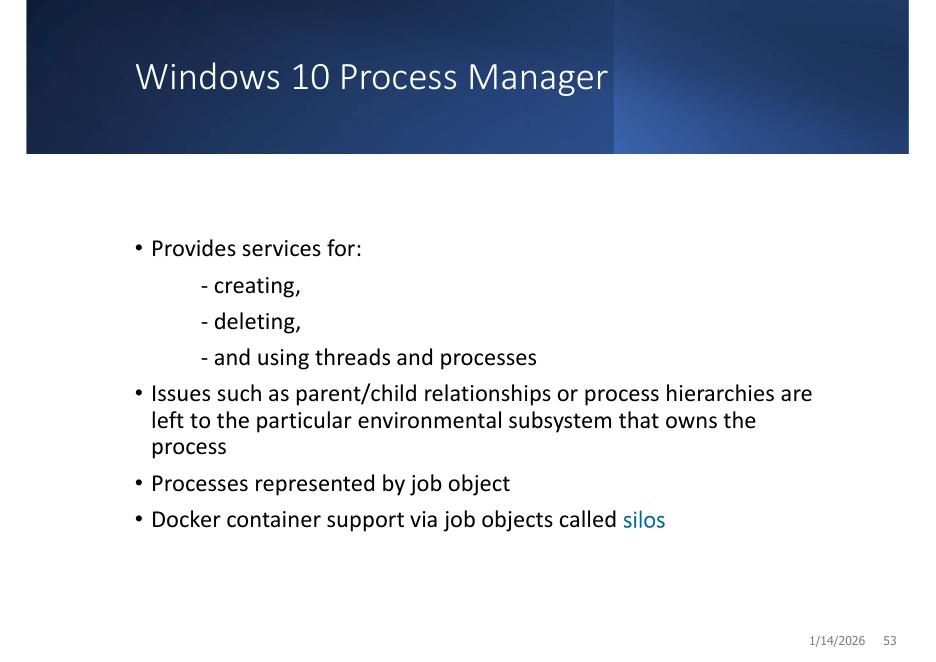 Windows 10 Process Manager
• Provides services for:
- creating,
- deleting,
- and using threads and processes
• Issues such as parent/child relationships or process hierarchies are
left to the particular environmental subsystem that owns the
process
• Processes represented by job object
• Docker container support via job objects called silos
1/14/2026 53